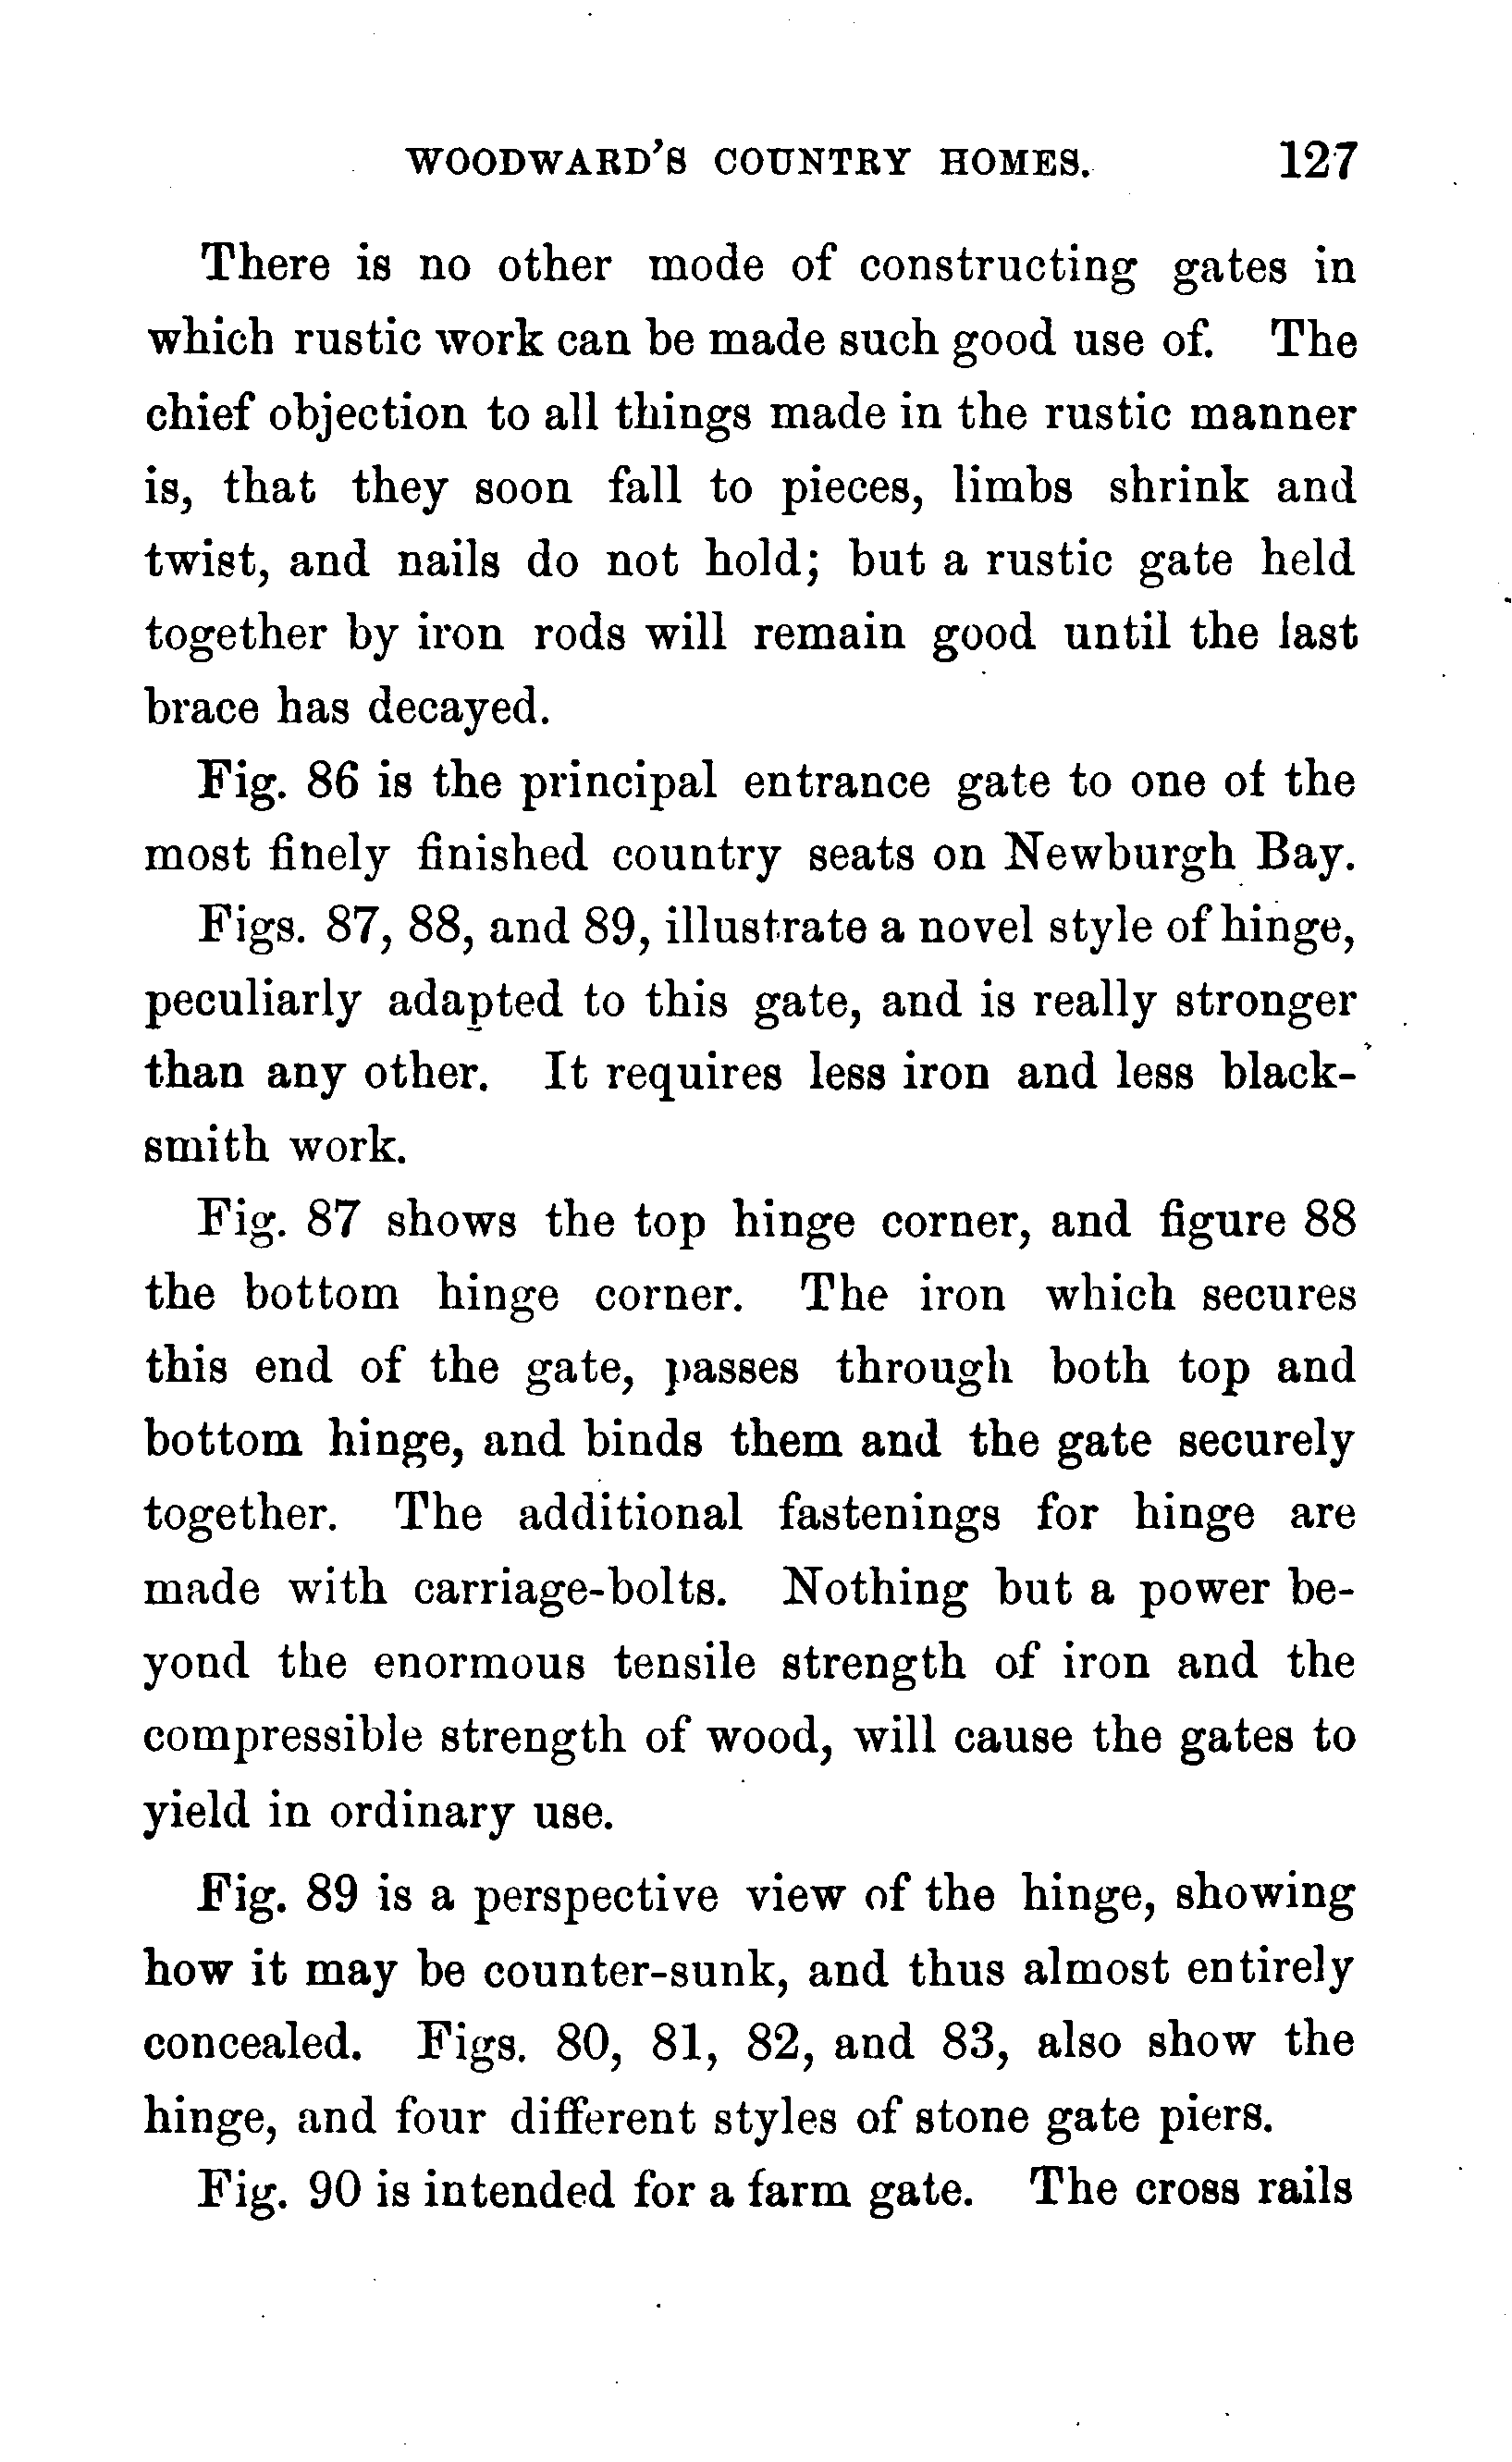 WOODWARD'S COUNTRY HOMES. 127
There is no other mode of constructing gates in
which rustic work can be made such good use of. The
chief objection to all things made in the rustic manner
is, that they soon fall to pieces, limbs shrink and
twist, and nails do not hold; but a rustic gate held
together by iron rods will remain good until the last
brace has decayed.
Fig. 86 is the principal entrance gate to one of the
most finely finished country seats on Newburgh Bay.
Figs. 87, 88, and 89, illustrate a novel style of hinge,
peculiarly adapted to this gate, and is really stronger
than any other. It requires less iron and less black-
smith work.
Fig. 87 shows the top hinge corner, and figure 88
the bottom hinge corner. The iron which secures
this end of the gate, passes through both top and
bottom hinge, and binds them and the gate securely
together. The additional fastenings for hinge are
made with carriage-bolts. Nothing but a power be-
yond the enormous tensile strength of iron and the
compressible strength of wood, will cause the gates to
yield in ordinary use.
Fig. 89 is a perspective view of the hinge, showing
how it may be counter-sunk, and thus almost entirely
concealed. Figs. 80, 81, 82, and 83, also show the
hinge, and four different styles of stone gate piers.
Fig. 90 is intended for a farm gate. The cross rails